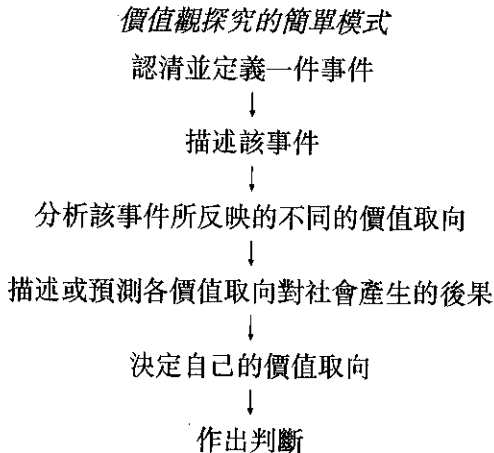 價值觀探究的簡單模式
認清並定義一件事件
描述該事件
分析該事件所反映的不同的價值取向
描述或預測各價值取向對社會產生的後果
決定自己的價值取向
作出判斷